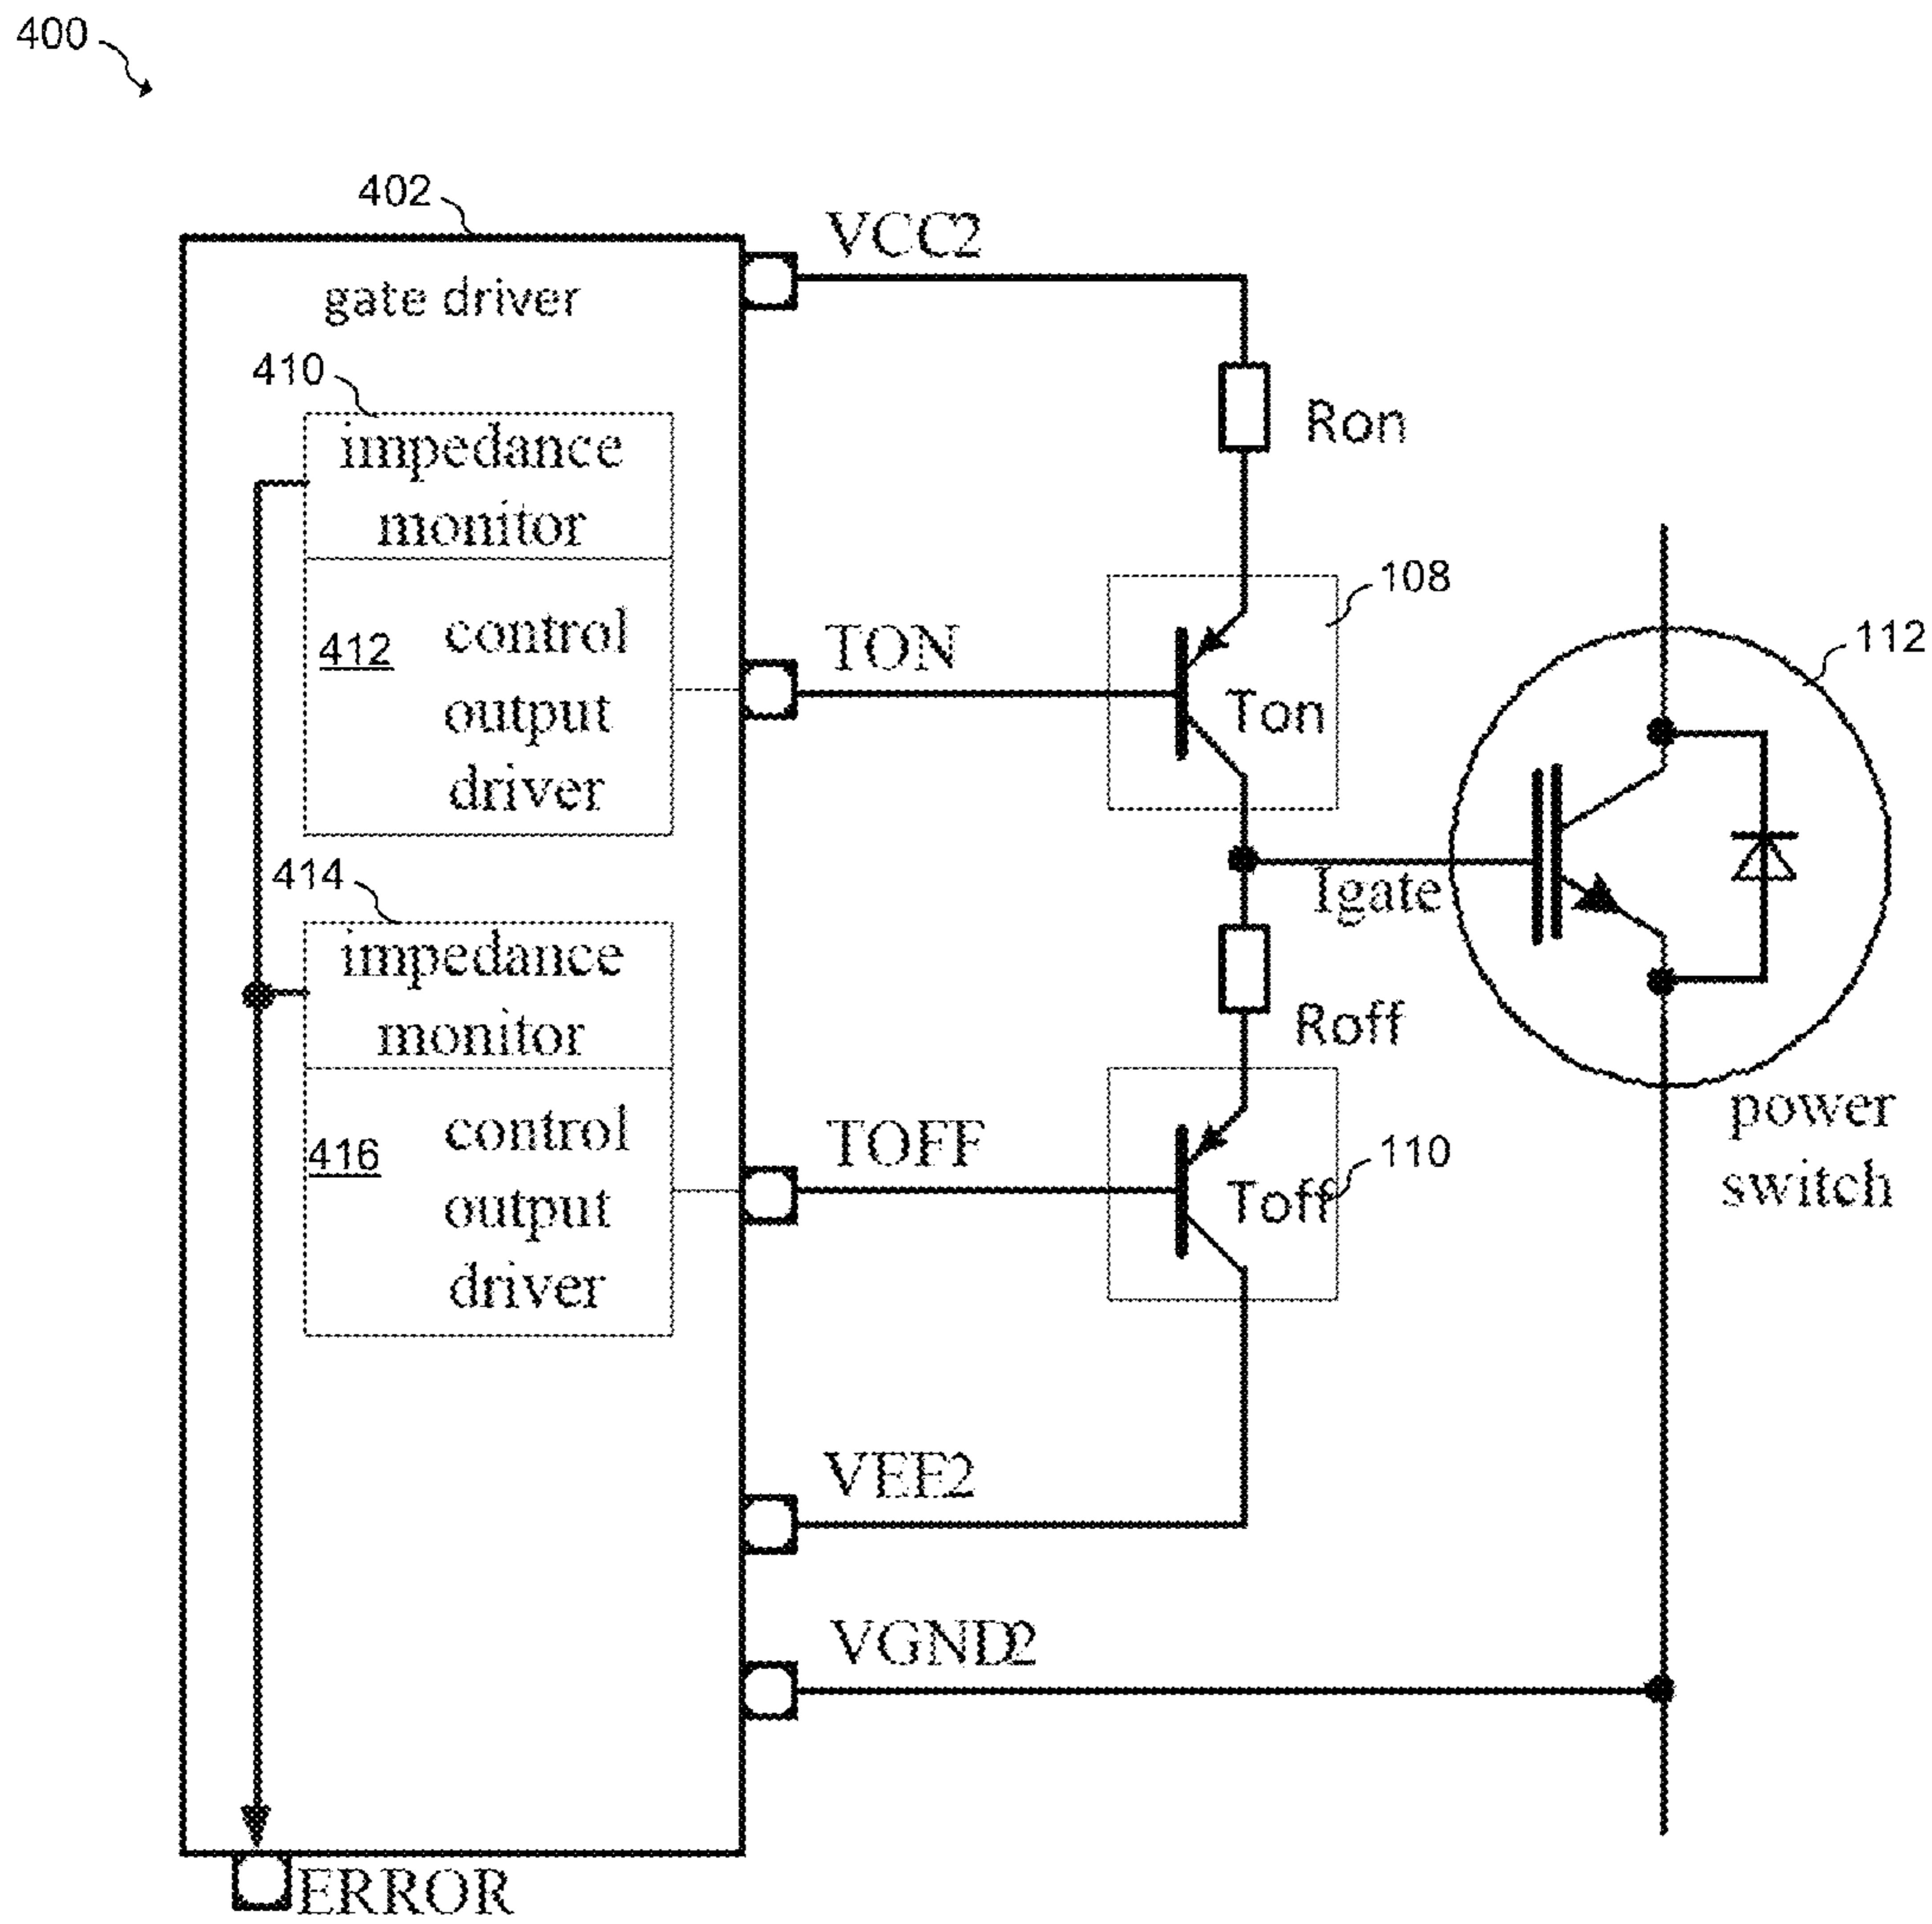 400
402
VCC2
gate driver
410
impedance
monitor
Ron
108
412
control
output
driver
TON
Ton
112
414
Igate
impedance
monitor
Roff
power
switch
416
control
output
driver
TOFF
Toff
110
VEE2
VGND2
ERROR